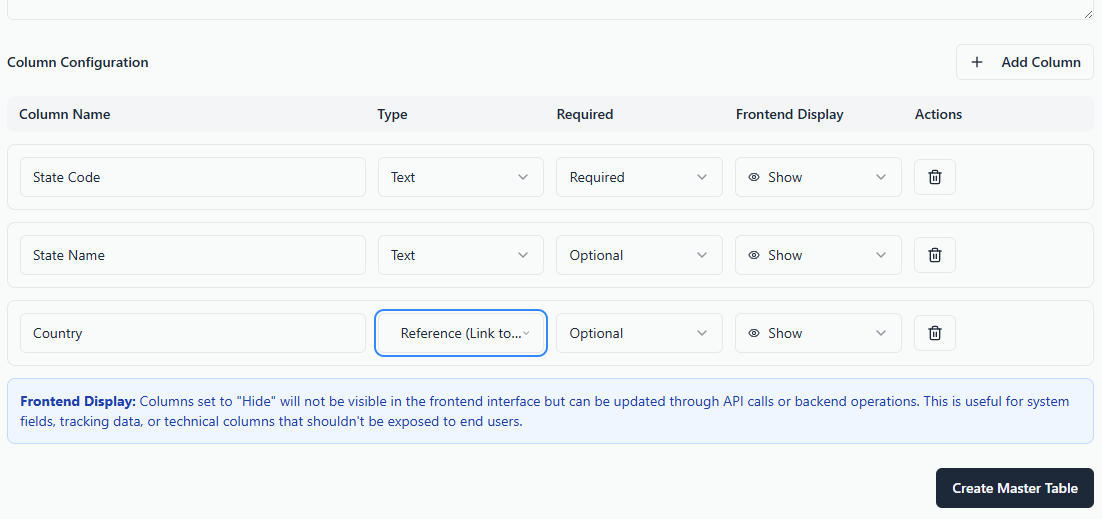 Column Configuration
Add Column
Column Name Type Required Frontend Display Actions
State Code Text Required Show
State Name Text Optional Show
Country Reference (Link to... Optional Show
Frontend Display: Columns set to "Hide" will not be visible in the frontend interface but can be updated through API calls or backend operations. This is useful for system
fields, tracking data, or technical columns that shouldn't be exposed to end users.
Create Master Table